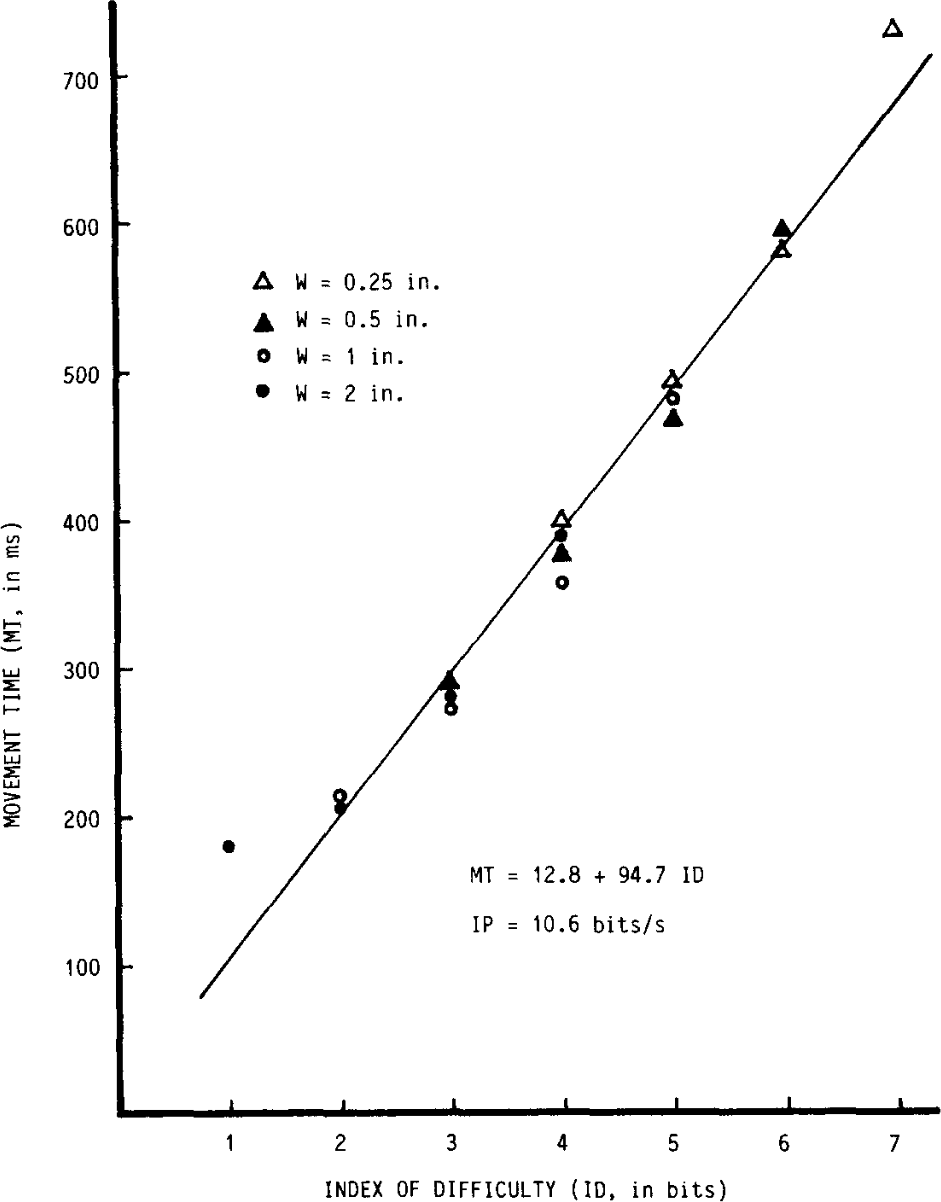 700
600
500
400
300
200
100
MOVEMENT TIME (MT, in ms)
W = 0.25 in.
W = 0.5 in.
W = 1 in.
W = 2 in.
MT = 12.8 + 94.7 ID
IP = 10.6 bits/s
1 2 3 4 5 6 7
INDEX OF DIFFICULTY (ID, in bits)